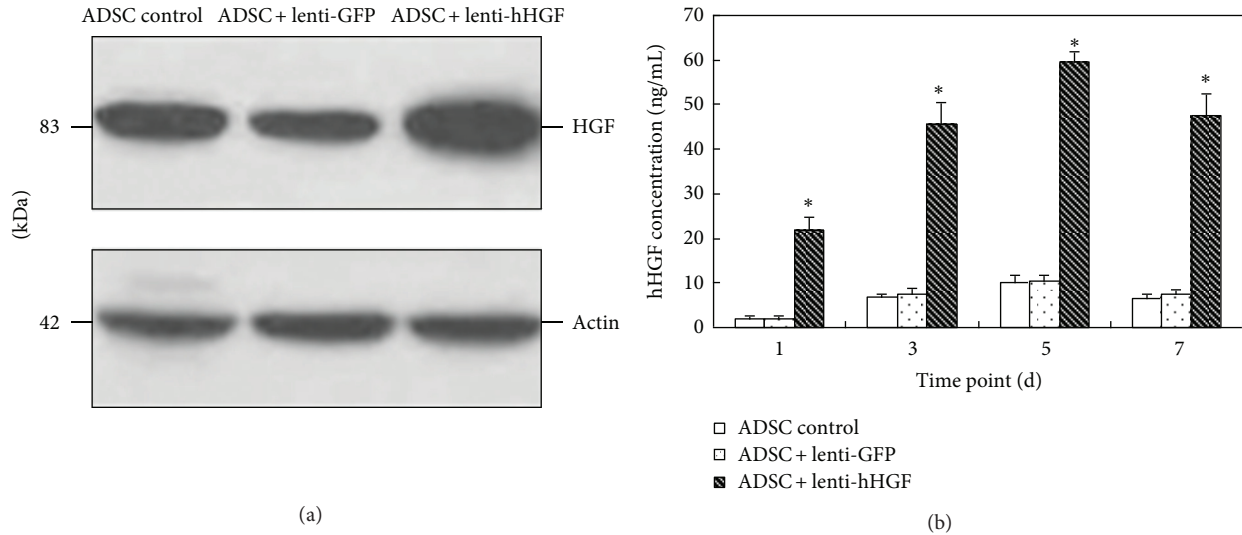 ADSC control ADSC + lenti-GFP ADSC + lenti-hHGF
83 HGF
(kDa)
42 Actin
(a)
hHGF concentration (ng/mL)
70
60
50
40
30
20
10
0
* * * *
1 3 5 7
Time point (d)
ADSC control
ADSC + lenti-GFP
ADSC + lenti-hHGF
(b)